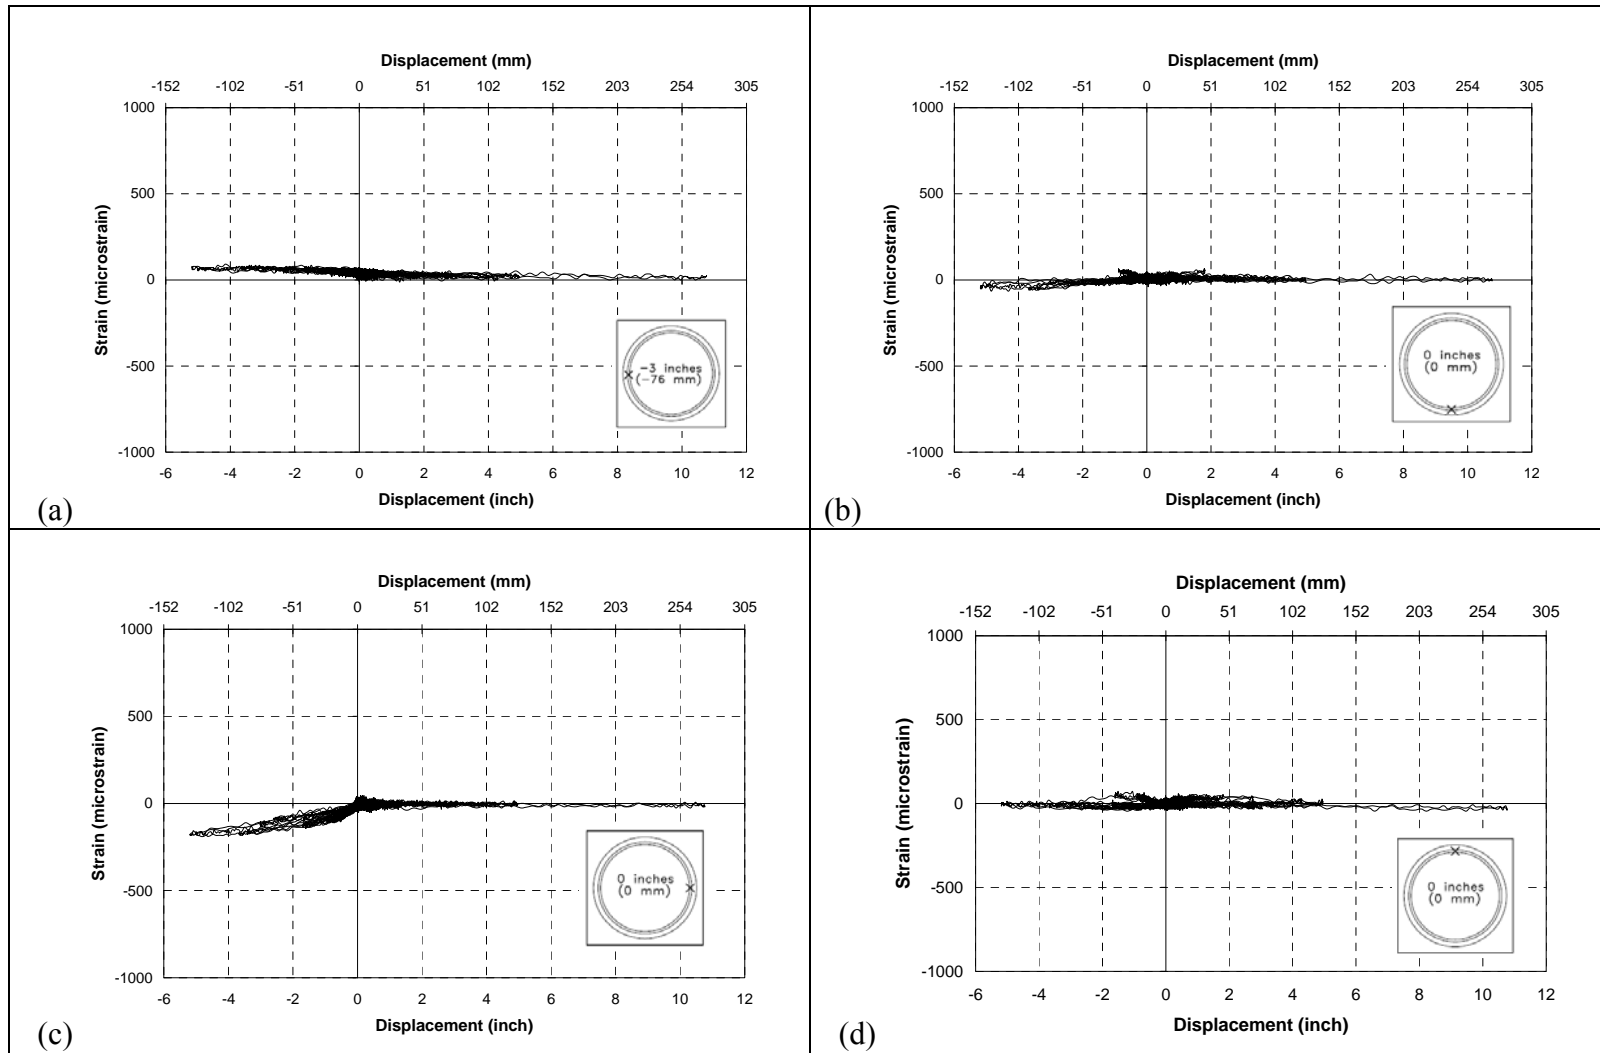 Displacement (mm)
-152 -102 -51 0 51 102 152 203 254 305
1000
500
0
-500
-1000
Strain (microstrain)
-3 inches
(-76 mm)
-6 -4 -2 0 2 4 6 8 10 12
Displacement (inch)
(a)
Displacement (mm)
-152 -102 -51 0 51 102 152 203 254 305
1000
500
0
-500
-1000
Strain (microstrain)
0 inches
(0 mm)
-6 -4 -2 0 2 4 6 8 10 12
Displacement (inch)
(b)
Displacement (mm)
-152 -102 -51 0 51 102 152 203 254 305
1000
500
0
-500
-1000
Strain (microstrain)
0 inches
(0 mm)
-6 -4 -2 0 2 4 6 8 10 12
Displacement (inch)
(c)
Displacement (mm)
-152 -102 -51 0 51 102 152 203 254 305
1000
500
0
-500
-1000
Strain (microstrain)
0 inches
(0 mm)
-6 -4 -2 0 2 4 6 8 10 12
Displacement (inch)
(d)